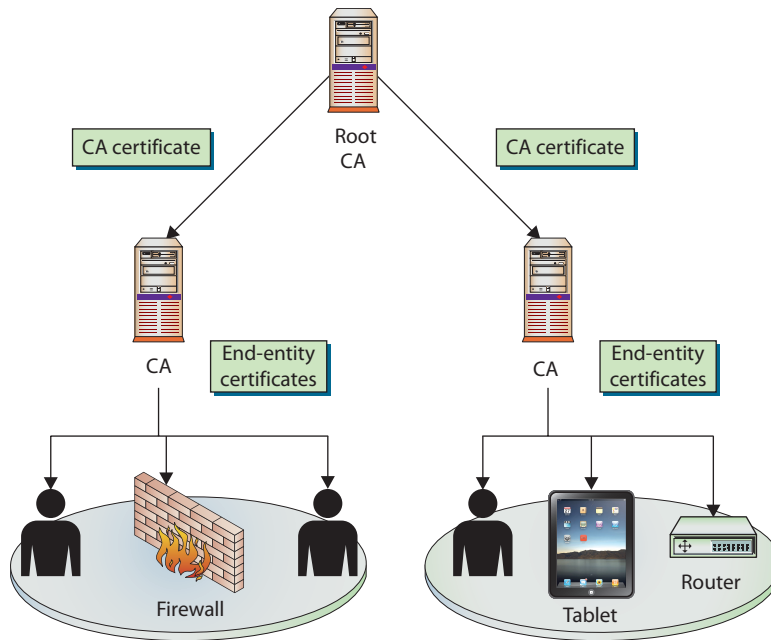 Root
CA
CA certificate
CA certificate
CA
End-entity
certificates
CA
End-entity
certificates
Firewall
Tablet
Router